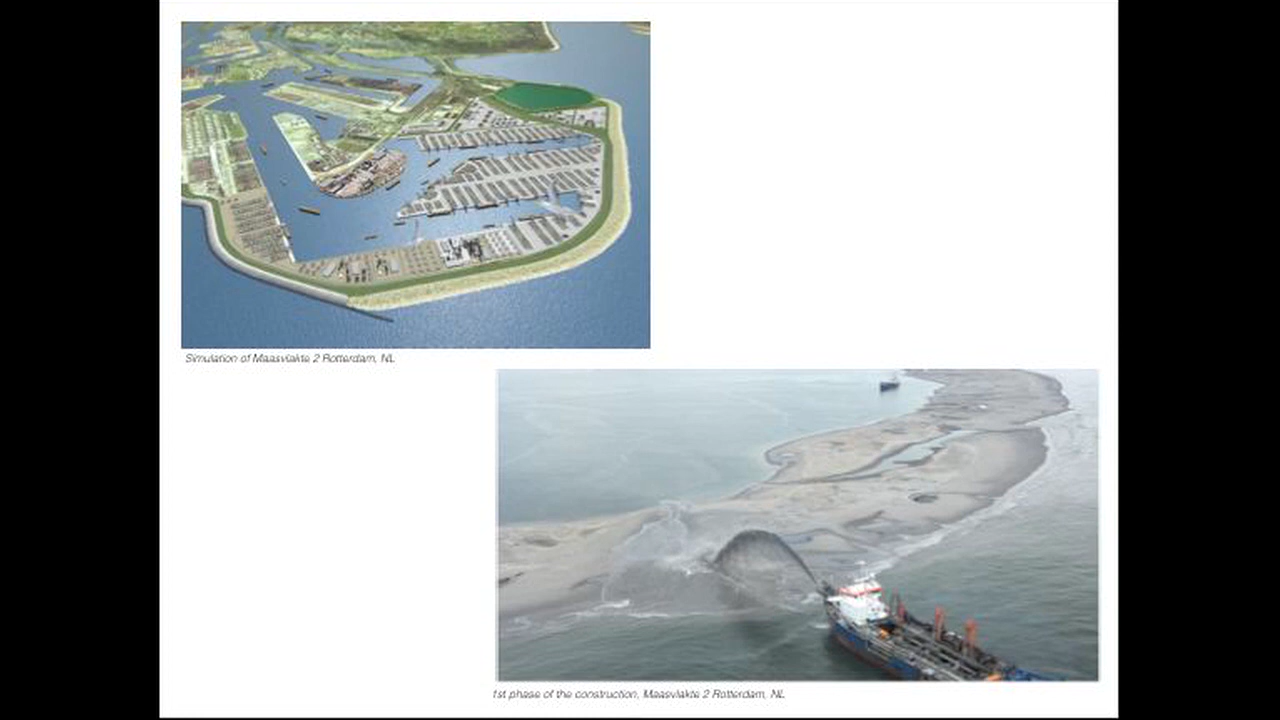 Simulation of Maasvlakte 2 Rotterdam, NL
1st phase of the construction, Maasvlakte 2 Rotterdam, NL